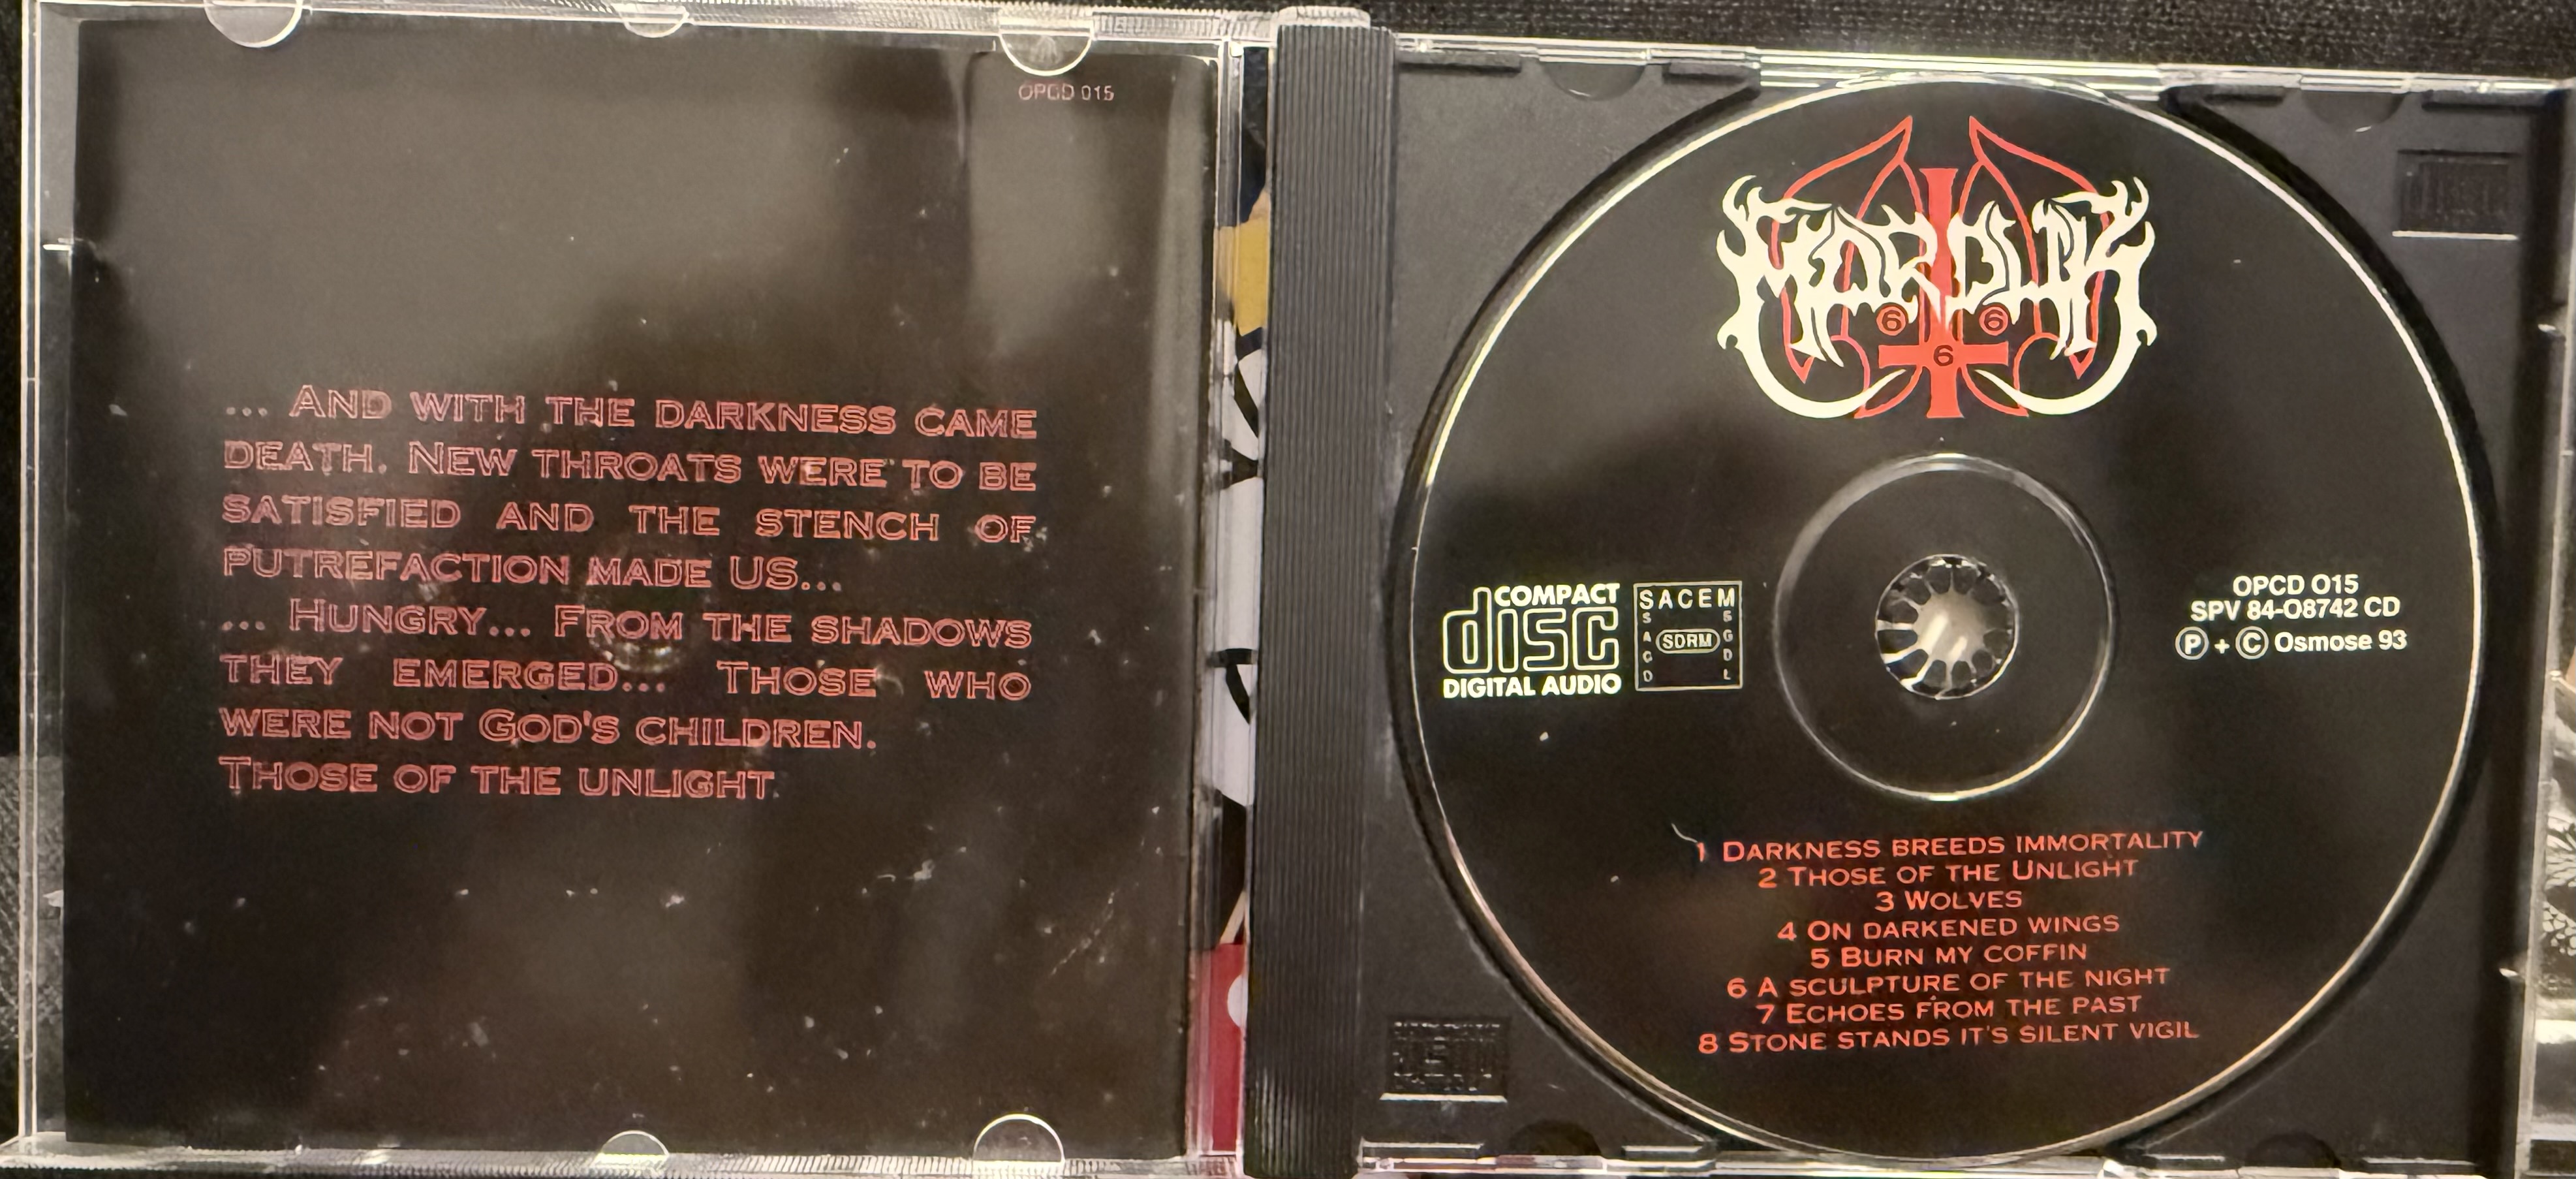 OPCD 015
... And with the darkness came
death. New throats were to be
satisfied and the stench of
putrefaction made us...
... Hungry... From the shadows
they emerged... Those who
were not God's children.
Those of the unlight
MARDUK
6 6
6
COMPACT
disc
DIGITAL AUDIO
SACEM
SACD
SDRM
SGDL
OPCD 015
SPV 84-08742 CD
Ⓟ + Ⓒ Osmose 93
1 Darkness breeds immortality
2 Those of the Unlight
3 Wolves
4 On darkened wings
5 Burn my coffin
6 A sculpture of the night
7 Echoes from the past
8 Stone stands it's silent vigil